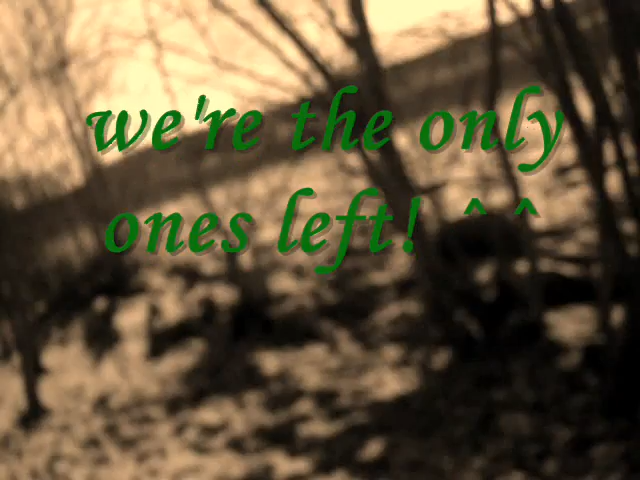 we're the only
ones left! ^ ^